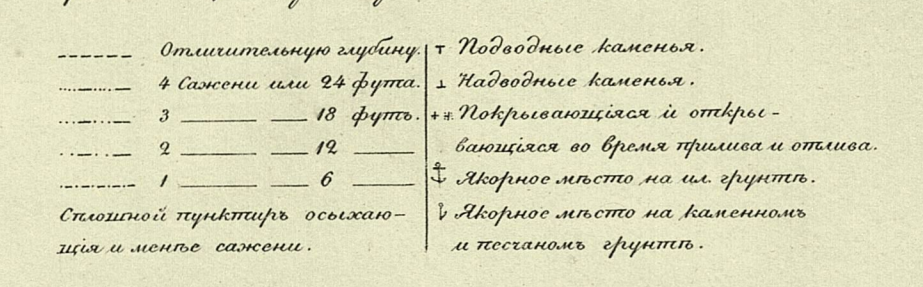 Отличительную глубину.
4 Сажени или 24 фута.
3 ——— —— 18 футъ.
2 ——— —— 12 ———
1 ——— —— 6 ———
Сплошной пунктиръ осыхаю-
щія и менѣе сажени.
Подводные каменья.
Надводные каменья.
Покрывающіяся и откры-
вающіяся во время прилива и отлива.
Якорное мѣсто на ил. грунтѣ.
Якорное мѣсто на каменномъ
и песчаномъ грунтѣ.